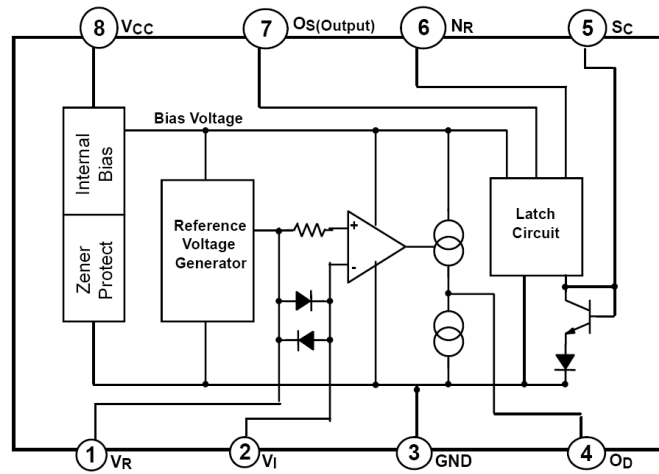 8 VCC
7 OS(Output)
6 NR
5 SC
Bias Voltage
Internal
Bias
Zener
Protect
Reference
Voltage
Generator
+
-
Latch
Circuit
1 VR
2 VI
3 GND
4 OD